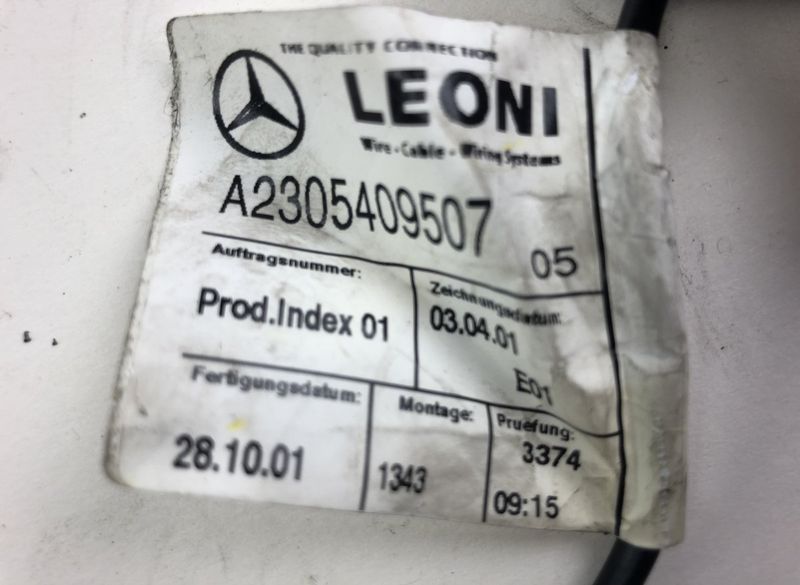 THE QUALITY CONNECTION
LEONI
Wire - Cable - Wiring Systems
A2305409507 05
Auftragsnummer:
Prod.Index 01
Zeichnungsdatum:
03.04.01
E01
Fertigungsdatum:
28.10.01
Montage:
1343
Pruefung:
3374
09:15